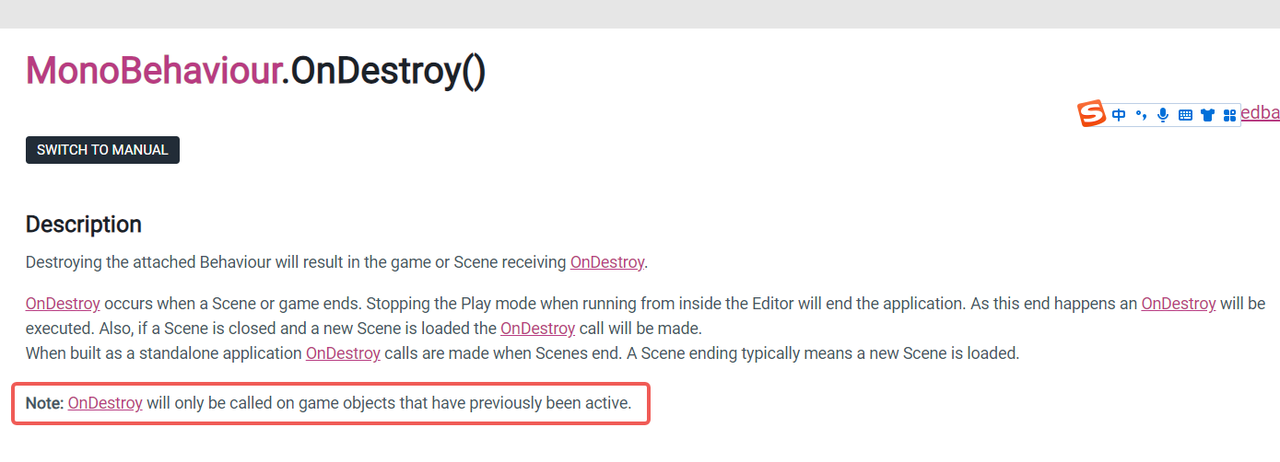 MonoBehaviour.OnDestroy()
edba
中
SWITCH TO MANUAL
Description
Destroying the attached Behaviour will result in the game or Scene receiving OnDestroy.
OnDestroy occurs when a Scene or game ends. Stopping the Play mode when running from inside the Editor will end the application. As this end happens an OnDestroy will be
executed. Also, if a Scene is closed and a new Scene is loaded the OnDestroy call will be made.
When built as a standalone application OnDestroy calls are made when Scenes end. A Scene ending typically means a new Scene is loaded.
Note: OnDestroy will only be called on game objects that have previously been active.